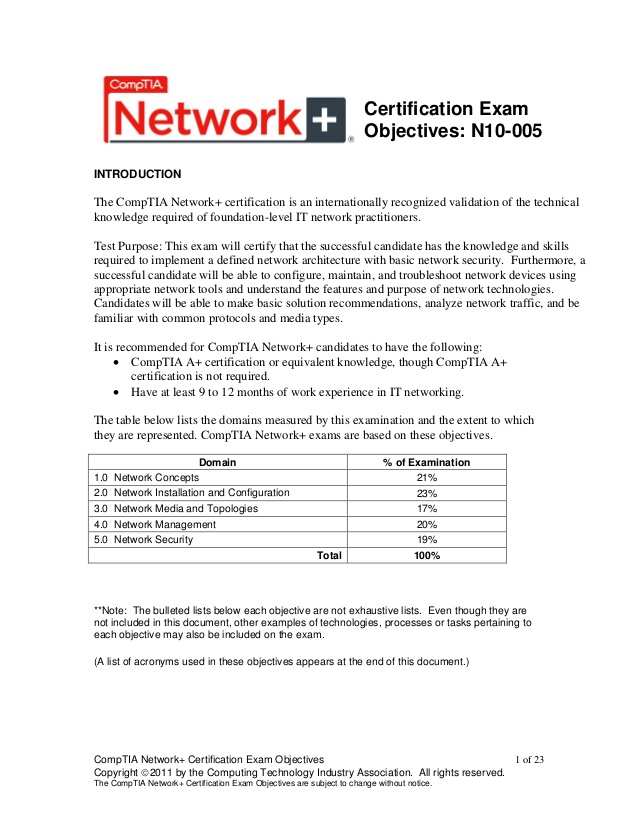 CompTIA
Network+ ®
Certification Exam
Objectives: N10-005
INTRODUCTION
The CompTIA Network+ certification is an internationally recognized validation of the technical
knowledge required of foundation-level IT network practitioners.
Test Purpose: This exam will certify that the successful candidate has the knowledge and skills
required to implement a defined network architecture with basic network security.  Furthermore, a
successful candidate will be able to configure, maintain, and troubleshoot network devices using
appropriate network tools and understand the features and purpose of network technologies.
Candidates will be able to make basic solution recommendations, analyze network traffic, and be
familiar with common protocols and media types.
It is recommended for CompTIA Network+ candidates to have the following:
• CompTIA A+ certification or equivalent knowledge, though CompTIA A+
certification is not required.
• Have at least 9 to 12 months of work experience in IT networking.
The table below lists the domains measured by this examination and the extent to which
they are represented. CompTIA Network+ exams are based on these objectives.
Domain % of Examination
1.0 Network Concepts 21%
2.0 Network Installation and Configuration 23%
3.0 Network Media and Topologies 17%
4.0 Network Management 20%
5.0 Network Security 19%
Total 100%
**Note:  The bulleted lists below each objective are not exhaustive lists.  Even though they are
not included in this document, other examples of technologies, processes or tasks pertaining to
each objective may also be included on the exam.
(A list of acronyms used in these objectives appears at the end of this document.)
CompTIA Network+ Certification Exam Objectives 1 of 23
Copyright ©2011 by the Computing Technology Industry Association.  All rights reserved.
The CompTIA Network+ Certification Exam Objectives are subject to change without notice.